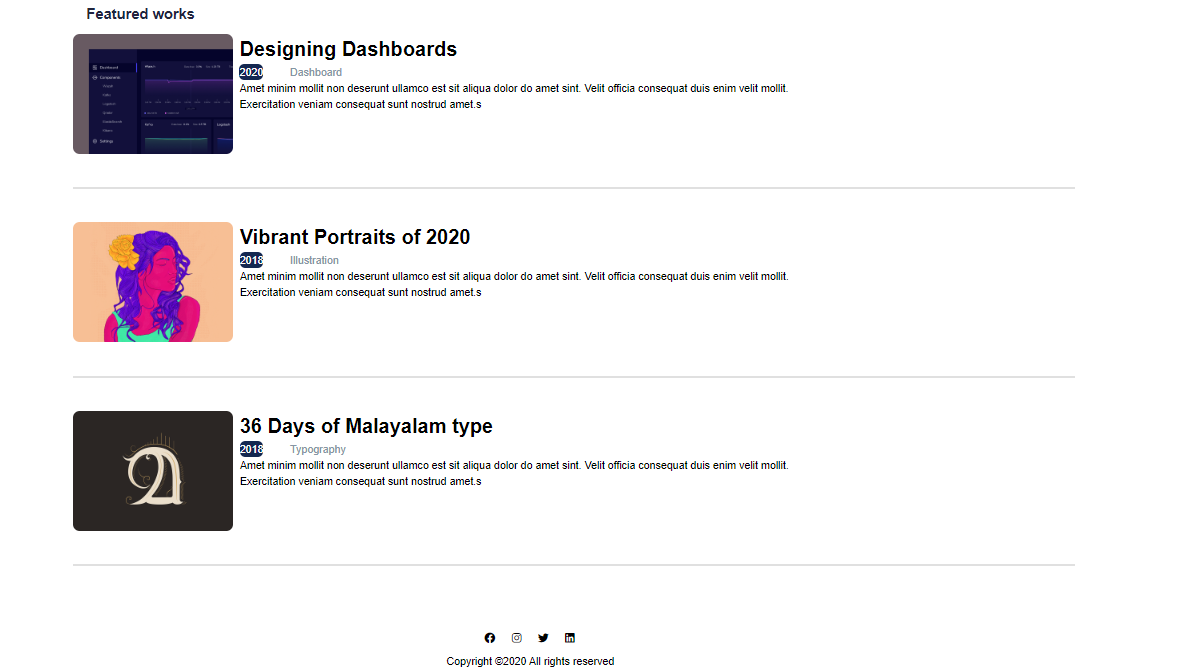 Featured works
Designing Dashboards
2020 Dashboard
Amet minim mollit non deserunt ullamco est sit aliqua dolor do amet sint. Velit officia consequat duis enim velit mollit.
Exercitation veniam consequat sunt nostrud amet.s
Dashboard
Components
Settings
Vibrant Portraits of 2020
2018 Illustration
Amet minim mollit non deserunt ullamco est sit aliqua dolor do amet sint. Velit officia consequat duis enim velit mollit.
Exercitation veniam consequat sunt nostrud amet.s
36 Days of Malayalam type
2018 Typography
Amet minim mollit non deserunt ullamco est sit aliqua dolor do amet sint. Velit officia consequat duis enim velit mollit.
Exercitation veniam consequat sunt nostrud amet.s
Copyright ©2020 All rights reserved